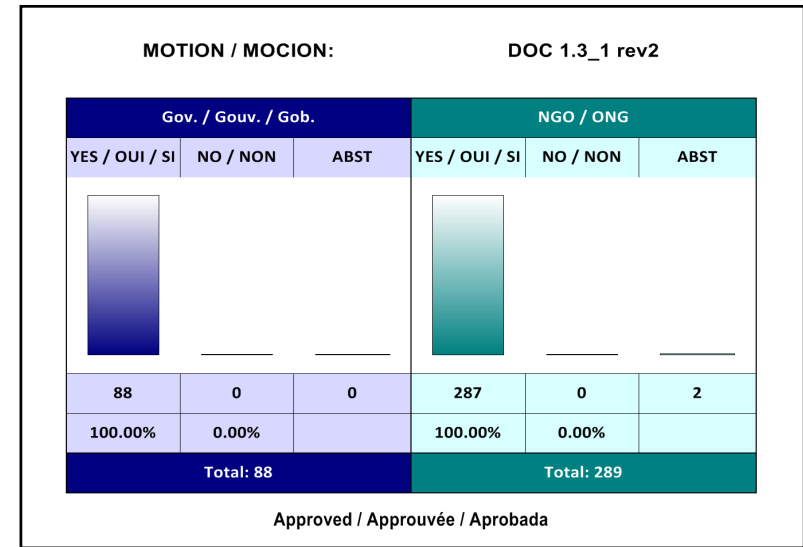 MOTION / MOCION: DOC 1.3_1 rev2
Gov. / Gouv. / Gob. NGO / ONG
YES / OUI / SI NO / NON ABST YES / OUI / SI NO / NON ABST
88 0 0 287 0 2
100.00% 0.00% 100.00% 0.00%
Total: 88 Total: 289
Approved / Approuvée / Aprobada